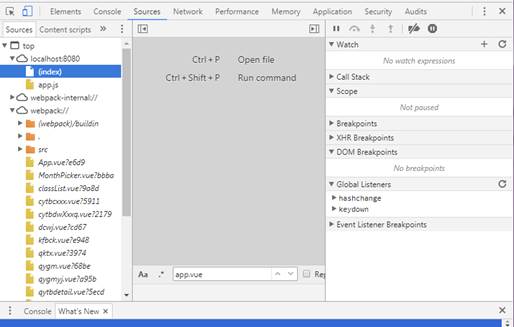 Elements Console Sources Network Performance Memory Application Security Audits
Sources Content scripts »
top
localhost:8080
(index)
app.js
webpack-internal://
webpack://
(webpack)/buildin
.
src
App.vue?e6d9
MonthPicker.vue?bbba
classList.vue?9a8d
cytbcxxx.vue?5911
cytbdwXxxq.vue?2179
dcwj.vue?cd67
kfbck.vue?e948
qktx.vue?3974
qygm.vue?68be
qygmyj.vue?a95b
qytbdetail.vue?5ecd
Ctrl + P Open file
Ctrl + Shift + P Run command
Aa .* app.vue
Watch
No watch expressions
Call Stack
Scope
Not paused
Breakpoints
XHR Breakpoints
DOM Breakpoints
No breakpoints
Global Listeners
hashchange
keydown
Event Listener Breakpoints
Console What's New ×